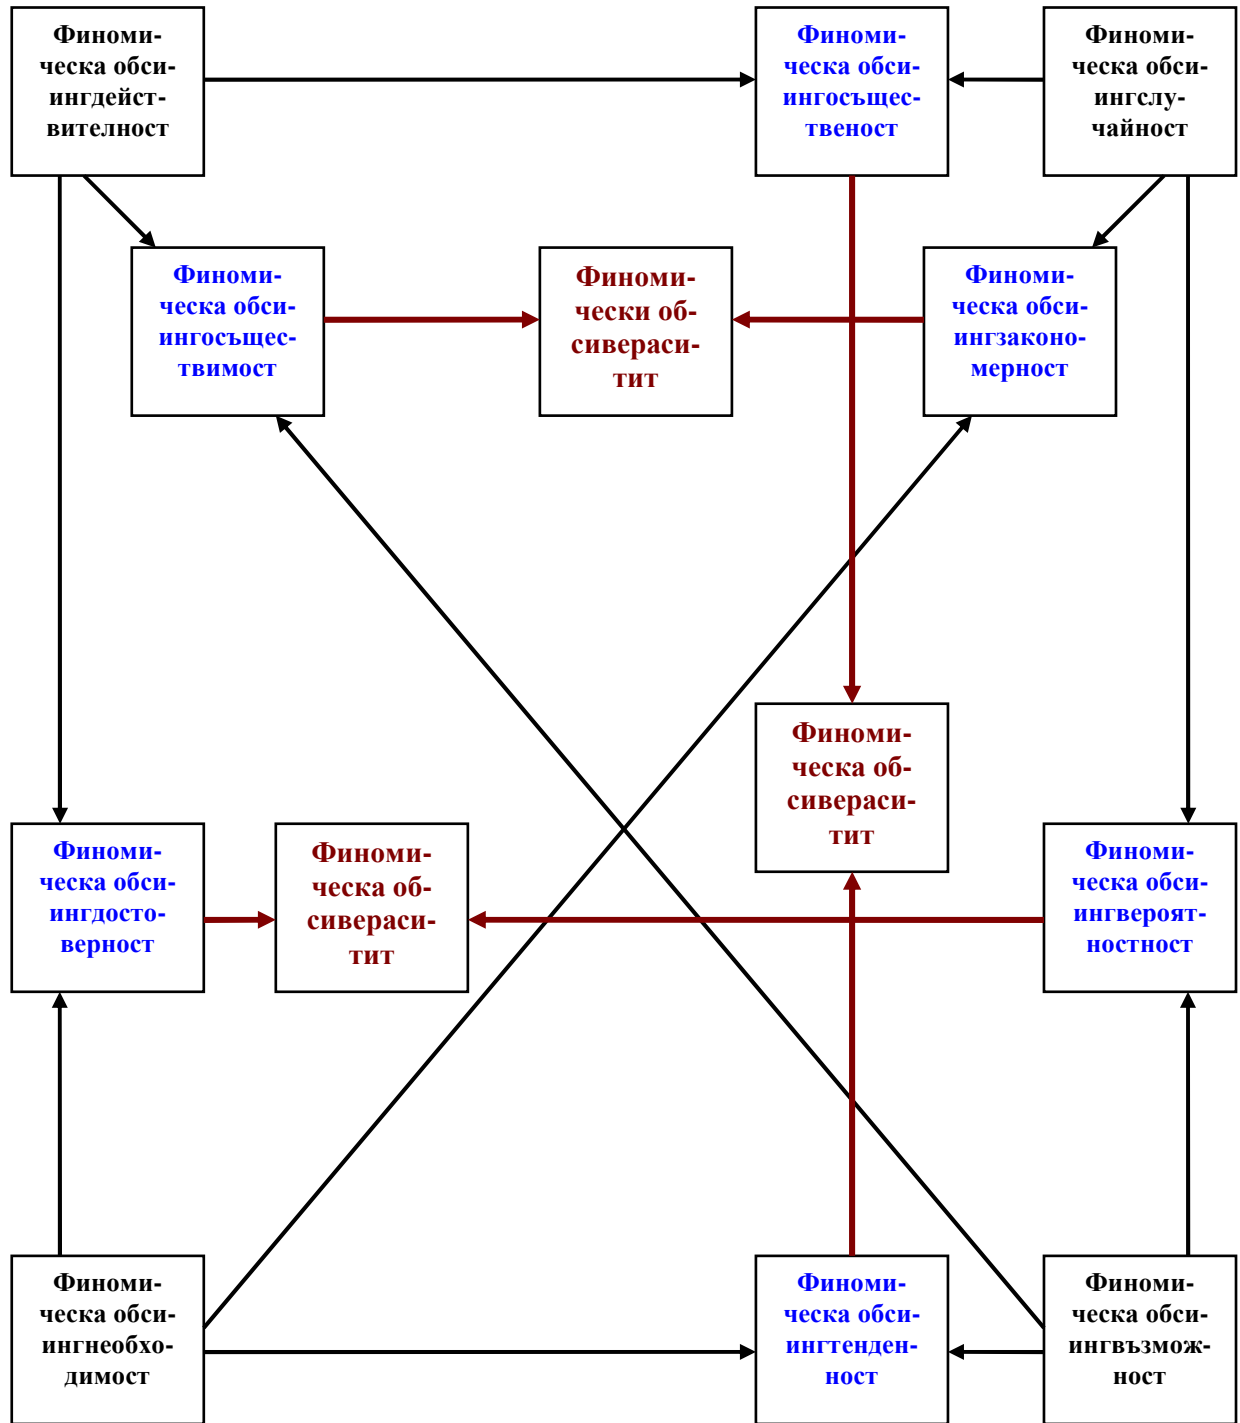 Финоми-
ческа обси-
ингдейст-
вителност
Финоми-
ческа обси-
ингосъщес-
твеност
Финоми-
ческа обси-
ингслу-
чайност
Финоми-
ческа обси-
ингосъщес-
твимост
Финоми-
чески об-
сивераси-
тит
Финоми-
ческа обси-
ингзаконо-
мерност
Финоми-
ческа об-
сивераси-
тит
Финоми-
ческа обси-
ингдосто-
верност
Финоми-
ческа об-
сивераси-
тит
Финоми-
ческа обси-
ингвероят-
ностност
Финоми-
ческа обси-
ингнеобхо-
димост
Финоми-
ческа обси-
ингтенден-
ност
Финоми-
ческа обси-
ингвъзмож-
ност